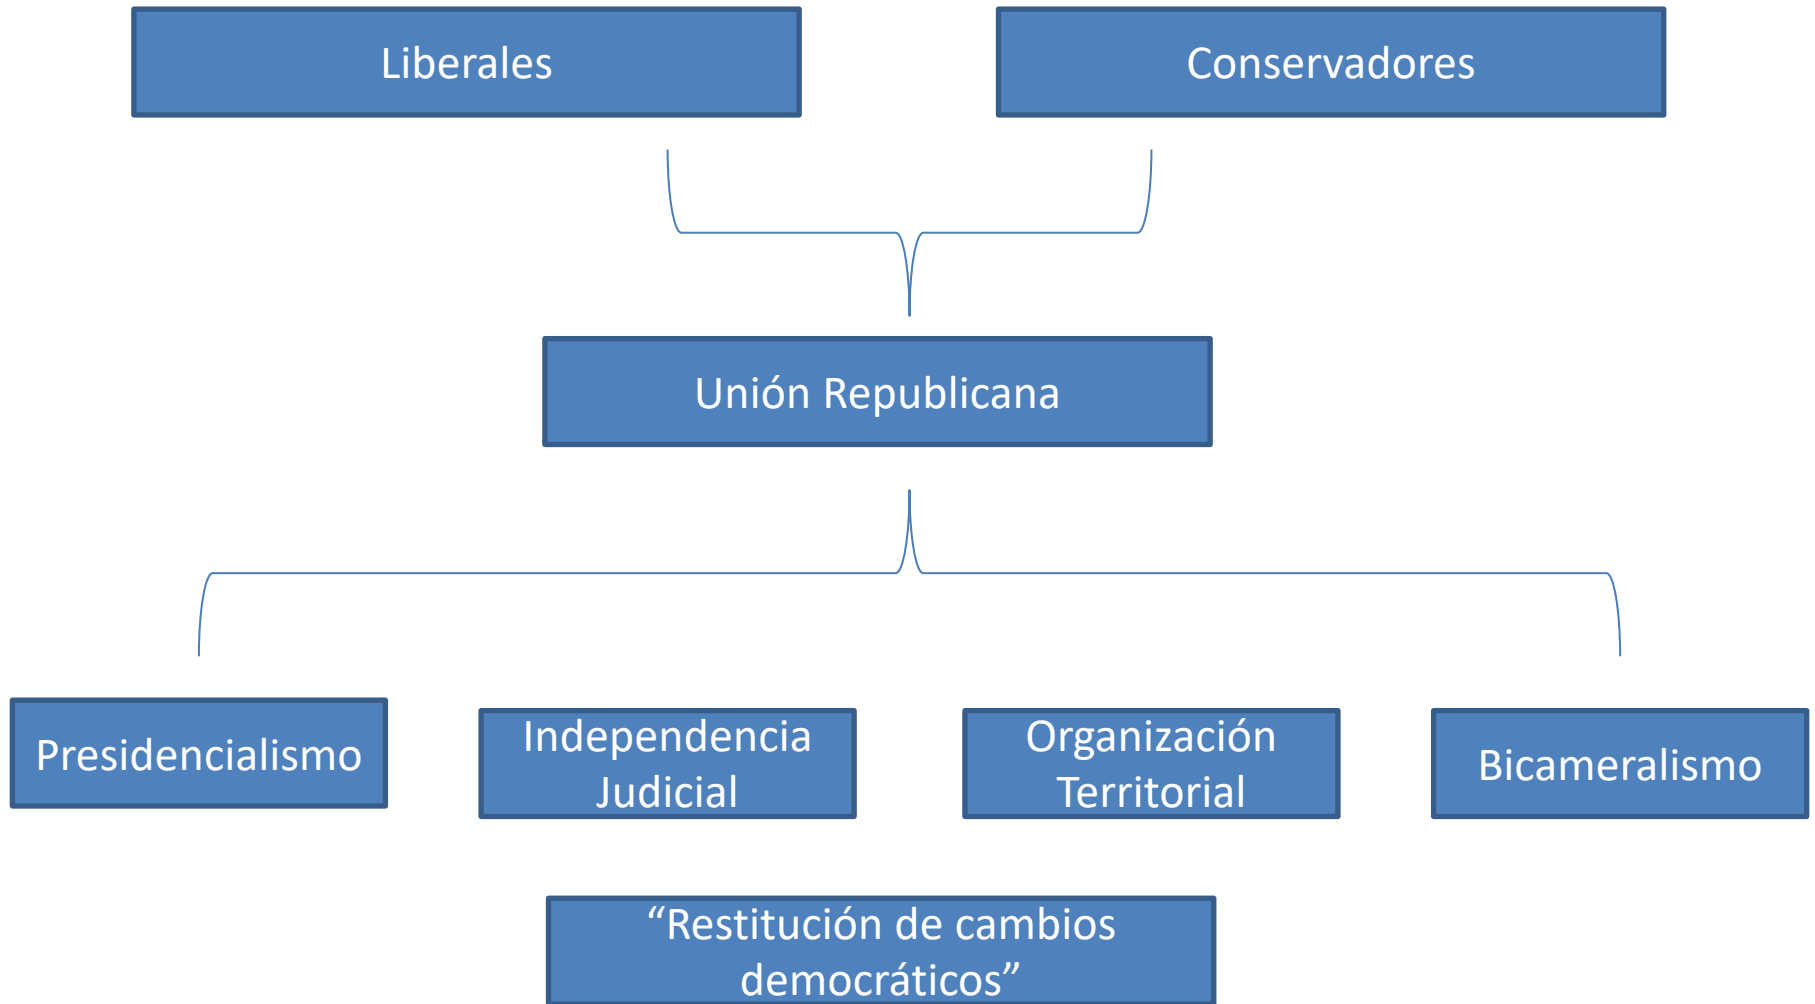 Liberales
Conservadores
Unión Republicana
Presidencialismo
Independencia
Judicial
Organización
Territorial
Bicameralismo
“Restitución de cambios
democráticos”